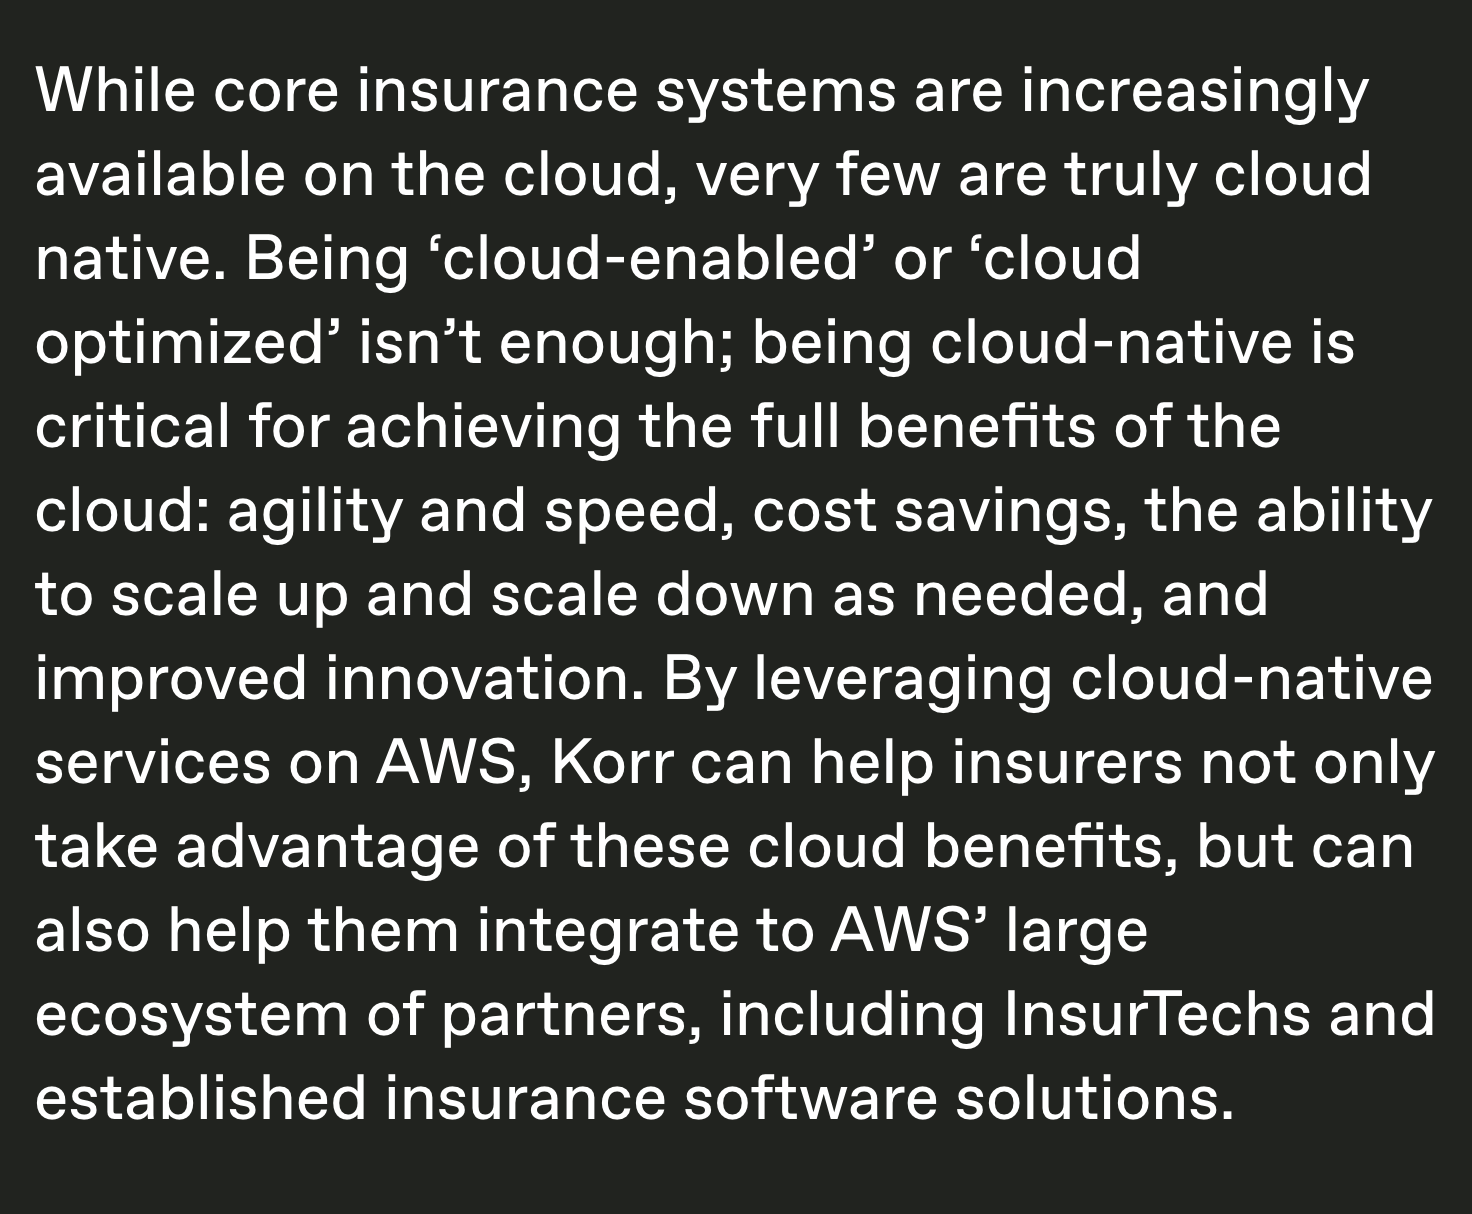 While core insurance systems are increasingly
available on the cloud, very few are truly cloud
native. Being ‘cloud-enabled’ or ‘cloud
optimized’ isn’t enough; being cloud-native is
critical for achieving the full benefits of the
cloud: agility and speed, cost savings, the ability
to scale up and scale down as needed, and
improved innovation. By leveraging cloud-native
services on AWS, Korr can help insurers not only
take advantage of these cloud benefits, but can
also help them integrate to AWS’ large
ecosystem of partners, including InsurTechs and
established insurance software solutions.